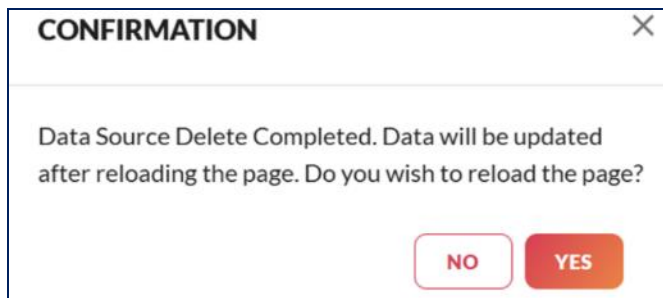 CONFIRMATION
Data Source Delete Completed. Data will be updated
after reloading the page. Do you wish to reload the page?
NO YES